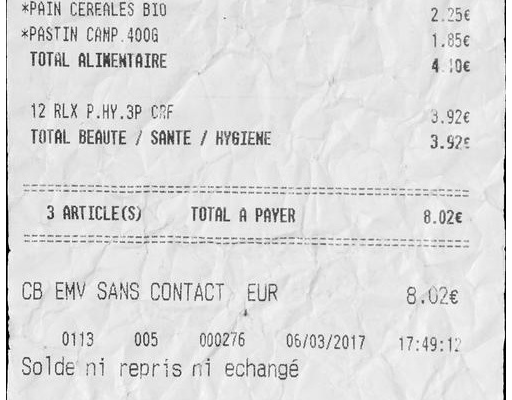 *PAIN CEREALES BIO 2.25€
*PASTIN CAMP.400G 1.85€
TOTAL ALIMENTAIRE 4.10€
12 RLX P.HY.3P CRF 3.92€
TOTAL BEAUTE / SANTE / HYGIENE 3.92€
3 ARTICLE(S) TOTAL A PAYER 8.02€
CB EMV SANS CONTACT EUR 8.02€
0113 005 000276 06/03/2017 17:49:12
Solde ni repris ni echangé